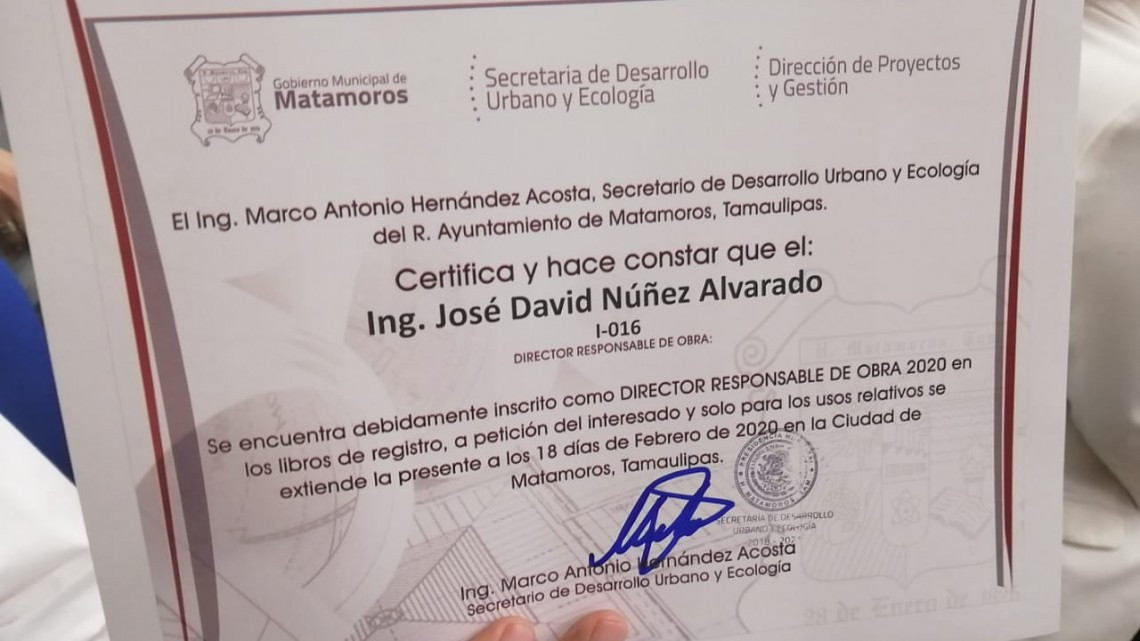 Gobierno Municipal de
Matamoros
Secretaria de Desarrollo
Urbano y Ecología
Dirección de Proyectos
y Gestión
El Ing. Marco Antonio Hernández Acosta, Secretario de Desarrollo Urbano y Ecología
del R. Ayuntamiento de Matamoros, Tamaulipas.
Certifica y hace constar que el:
Ing. José David Núñez Alvarado
I-016
DIRECTOR RESPONSABLE DE OBRA:
Se encuentra debidamente inscrito como DIRECTOR RESPONSABLE DE OBRA 2020 en
los libros de registro, a petición del interesado y solo para los usos relativos se
extiende la presente a los 18 días de Febrero de 2020 en la Ciudad de
Matamoros, Tamaulipas.
SECRETARÍA DE DESARROLLO
URBANO Y ECOLOGÍA
Ing. Marco Antonio Hernández Acosta
Secretario de Desarrollo Urbano y Ecología
28 de Enero de